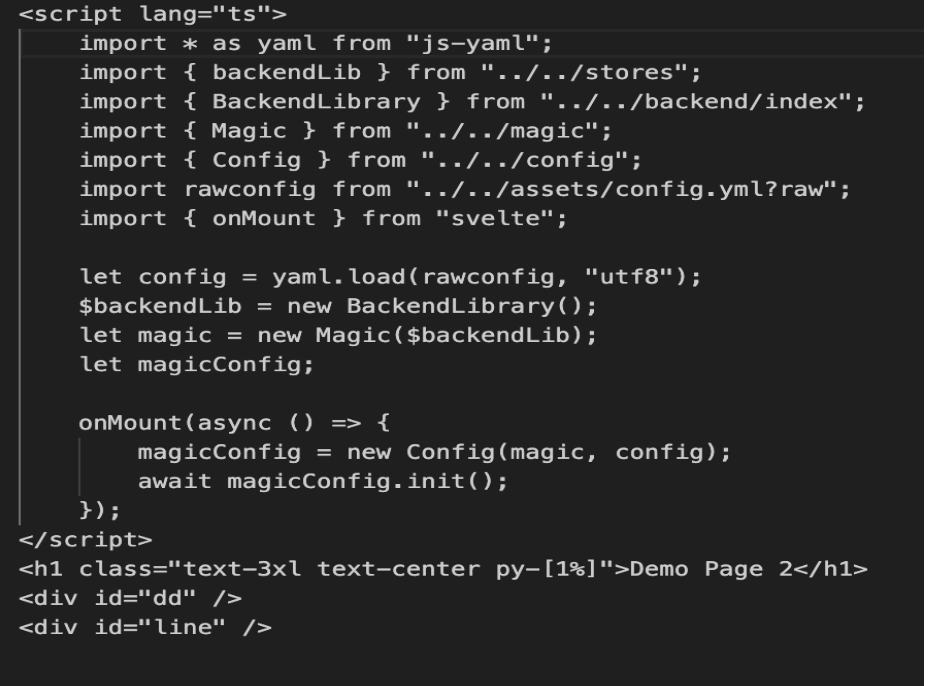 <script lang="ts">
import * as yaml from "js-yaml";
import { backendLib } from "../../stores";
import { BackendLibrary } from "../../backend/index";
import { Magic } from "../../magic";
import { Config } from "../../config";
import rawconfig from "../../assets/config.yml?raw";
import { onMount } from "svelte";

let config = yaml.load(rawconfig, "utf8");
$backendLib = new BackendLibrary();
let magic = new Magic($backendLib);
let magicConfig;

onMount(async () => {
magicConfig = new Config(magic, config);
await magicConfig.init();
});
</script>
<h1 class="text-3xl text-center py-[1%]">Demo Page 2</h1>
<div id="dd" />
<div id="line" />